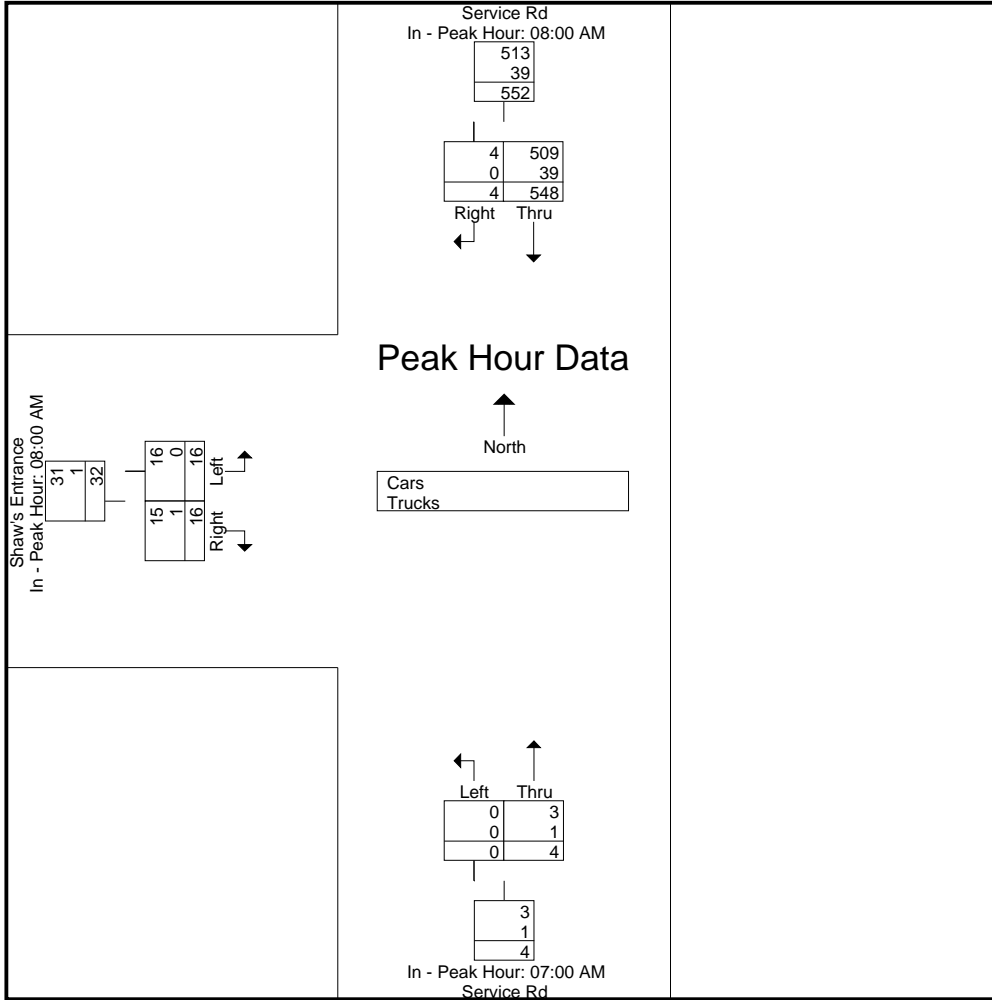 Service Rd
In - Peak Hour: 08:00 AM
513
39
552
4 509
0 39
4 548
Right Thru
Peak Hour Data
North
Cars
Trucks
Shaw's Entrance
In - Peak Hour: 08:00 AM
31
1
32
16 0 16
Left
15 1 16
Right
Left Thru
0 3
0 1
0 4
3
1
4
In - Peak Hour: 07:00 AM
Service Rd